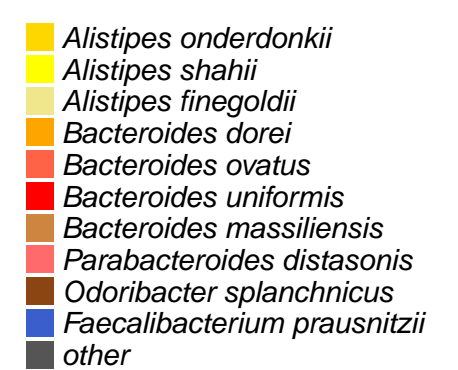 Alistipes onderdonkii
Alistipes shahii
Alistipes finegoldii
Bacteroides dorei
Bacteroides ovatus
Bacteroides uniformis
Bacteroides massiliensis
Parabacteroides distasonis
Odoribacter splanchnicus
Faecalibacterium prausnitzii
other